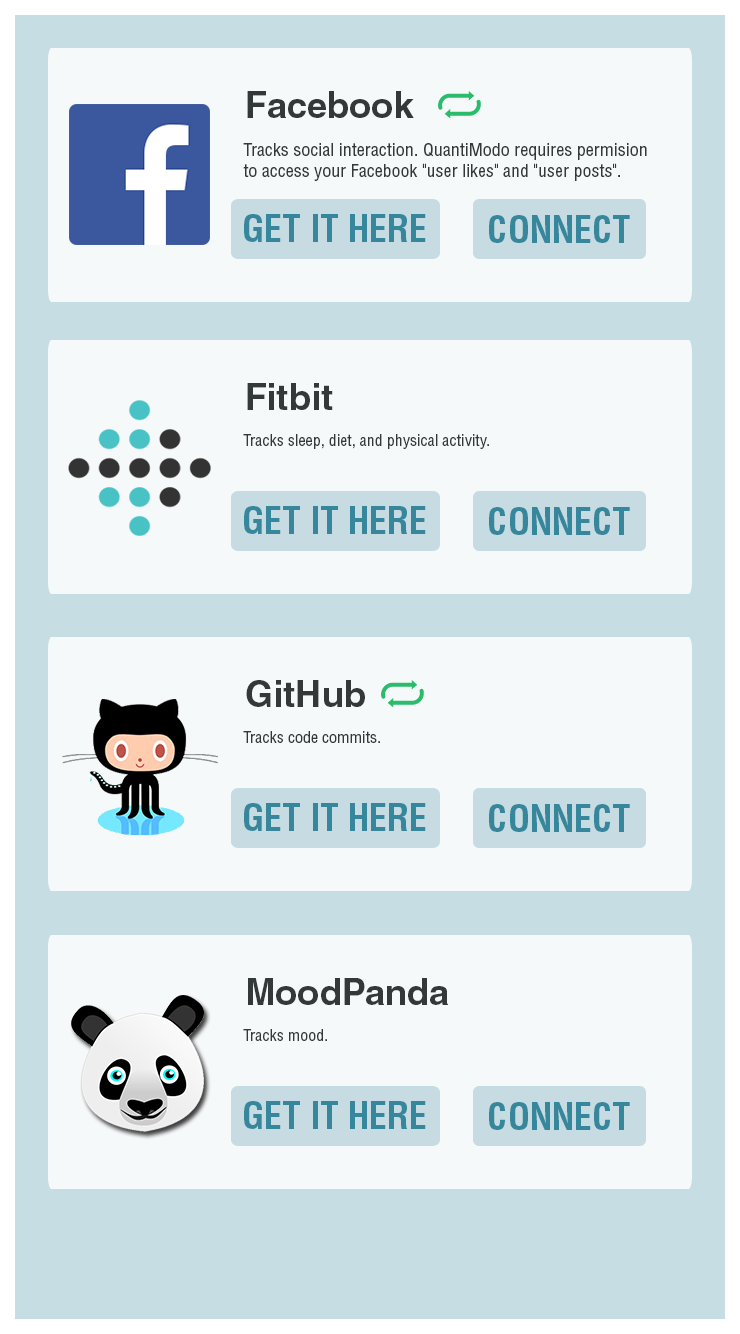 Facebook
Tracks social interaction. QuantiModo requires permision
to access your Facebook "user likes" and "user posts".
GET IT HERE CONNECT
Fitbit
Tracks sleep, diet, and physical activity.
GET IT HERE CONNECT
GitHub
Tracks code commits.
GET IT HERE CONNECT
MoodPanda
Tracks mood.
GET IT HERE CONNECT